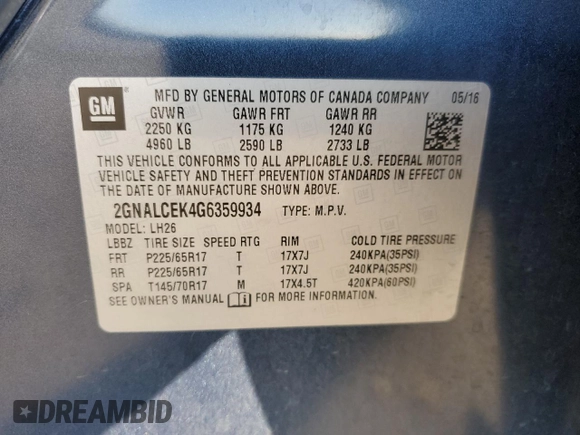 GM
MFD BY GENERAL MOTORS OF CANADA COMPANY 05/16
GVWR GAWR FRT GAWR RR
2250 KG 1175 KG 1240 KG
4960 LB 2590 LB 2733 LB
THIS VEHICLE CONFORMS TO ALL APPLICABLE U.S. FEDERAL MOTOR
VEHICLE SAFETY AND THEFT PREVENTION STANDARDS IN EFFECT ON
THE DATE OF MANUFACTURE SHOWN ABOVE.
2GNALCEK4G6359934 TYPE: M.P.V.
MODEL: LH26
LBBZ TIRE SIZE SPEED RTG RIM COLD TIRE PRESSURE
FRT P225/65R17 T 17X7J 240KPA(35PSI)
RR P225/65R17 T 17X7J 240KPA(35PSI)
SPA T145/70R17 M 17X4.5T 420KPA(60PSI)
SEE OWNER'S MANUAL FOR MORE INFORMATION.
DREAMBID